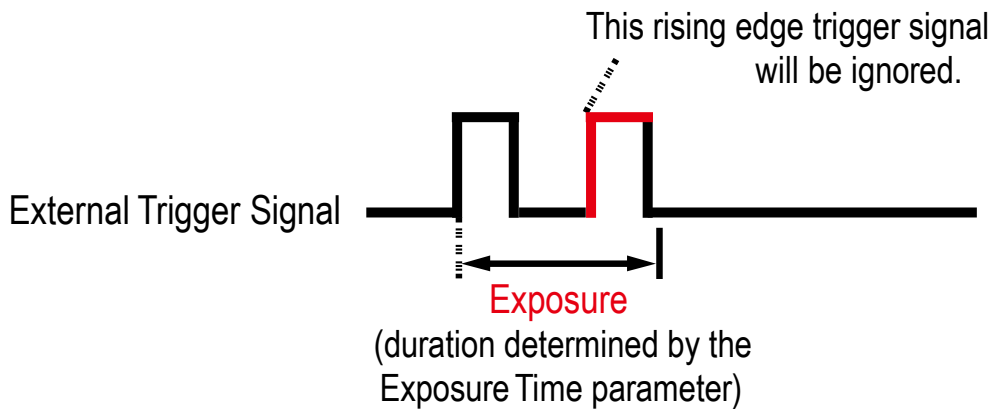 This rising edge trigger signal
will be ignored.
External Trigger Signal
Exposure
(duration determined by the
Exposure Time parameter)